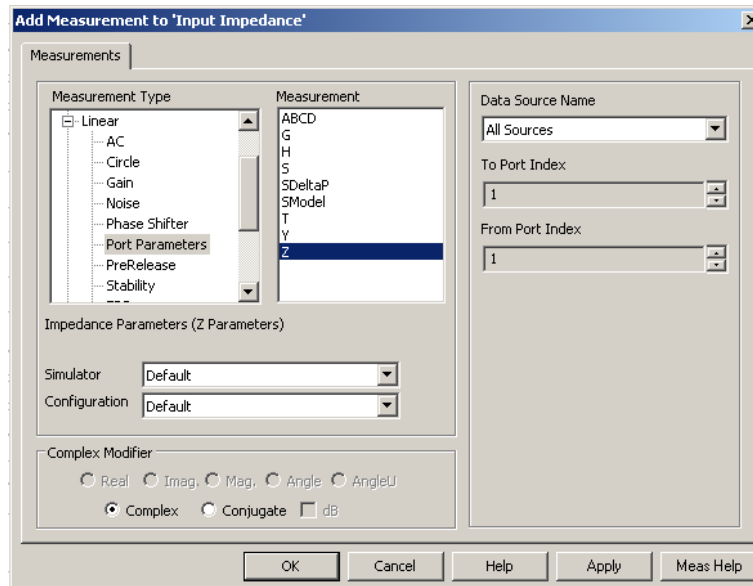 Add Measurement to 'Input Impedance'
Measurements
Measurement Type
Linear
AC
Circle
Gain
Noise
Phase Shifter
Port Parameters
PreRelease
Stability
Measurement
ABCD
G
H
S
SDeltaP
SModel
T
Y
Z
Impedance Parameters (Z Parameters)
Simulator
Default
Configuration
Default
Complex Modifier
Real Imag. Mag. Angle AngleU
Complex Conjugate dB
Data Source Name
All Sources
To Port Index
1
From Port Index
1
OK Cancel Help Apply Meas Help